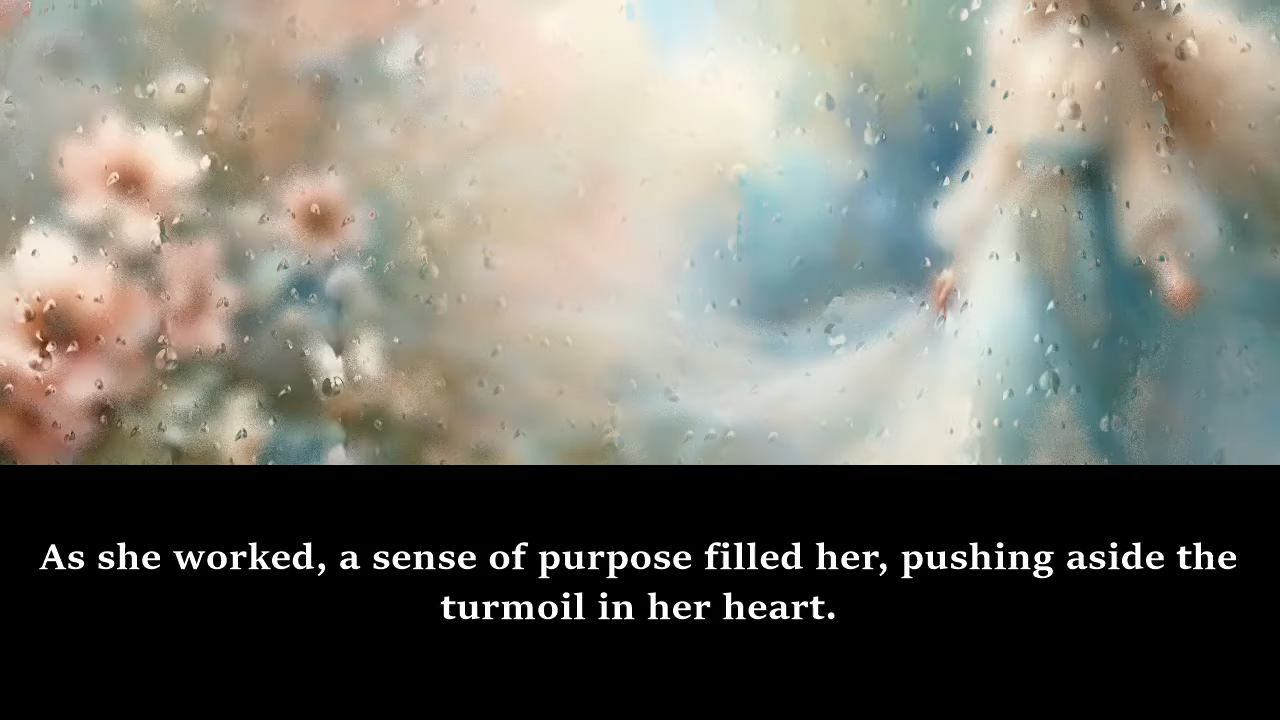 As she worked, a sense of purpose filled her, pushing aside the
turmoil in her heart.